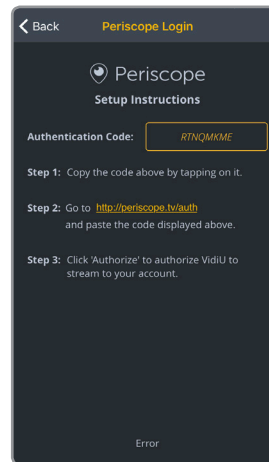 Back Periscope Login
Periscope
Setup Instructions
Authentication Code: RTNQMKME
Step 1: Copy the code above by tapping on it.
Step 2: Go to http://periscope.tv/auth
and paste the code displayed above.
Step 3: Click 'Authorize' to authorize VidiU to
stream to your account.
Error